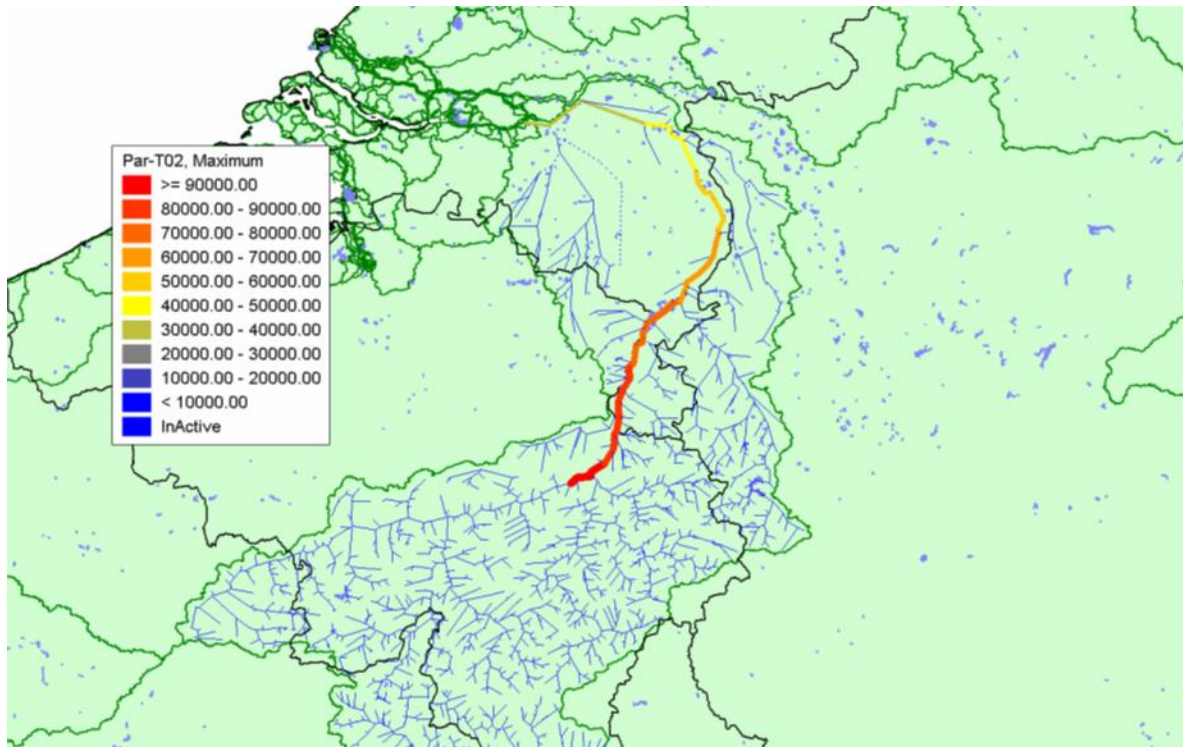 Par-T02, Maximum
>= 90000.00
80000.00 - 90000.00
70000.00 - 80000.00
60000.00 - 70000.00
50000.00 - 60000.00
40000.00 - 50000.00
30000.00 - 40000.00
20000.00 - 30000.00
10000.00 - 20000.00
< 10000.00
InActive